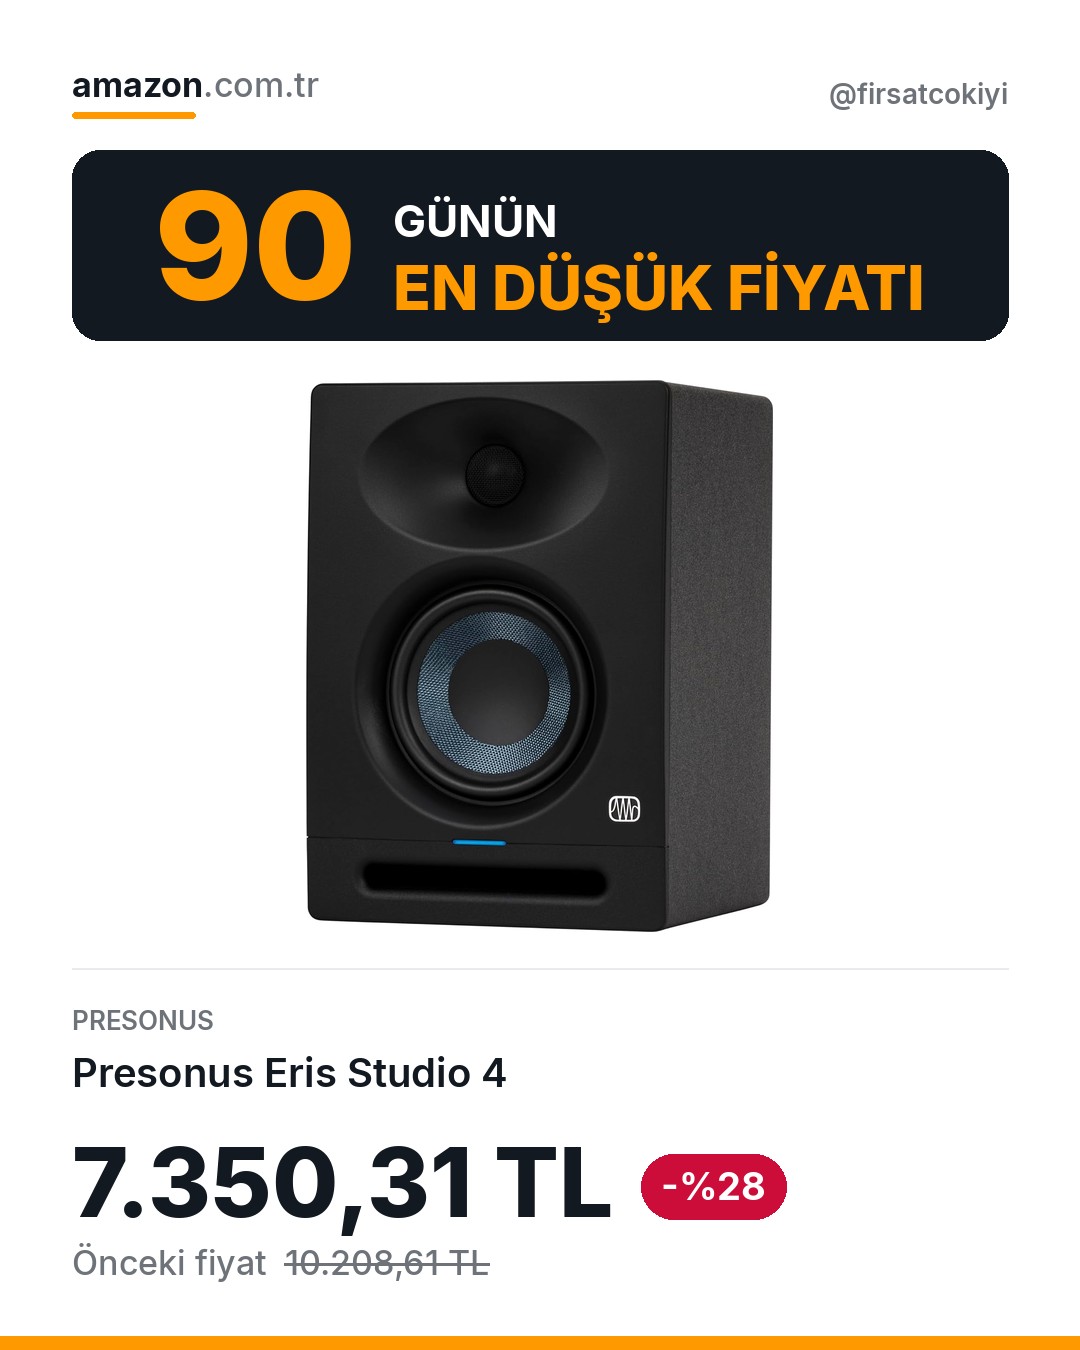 amazon.com.tr
@firsatcokiyi
90
GÜNÜN
EN DÜŞÜK FİYATI
PRESONUS
Presonus Eris Studio 4
7.350,31 TL
-%28
Önceki fiyat 10.208,61 TL